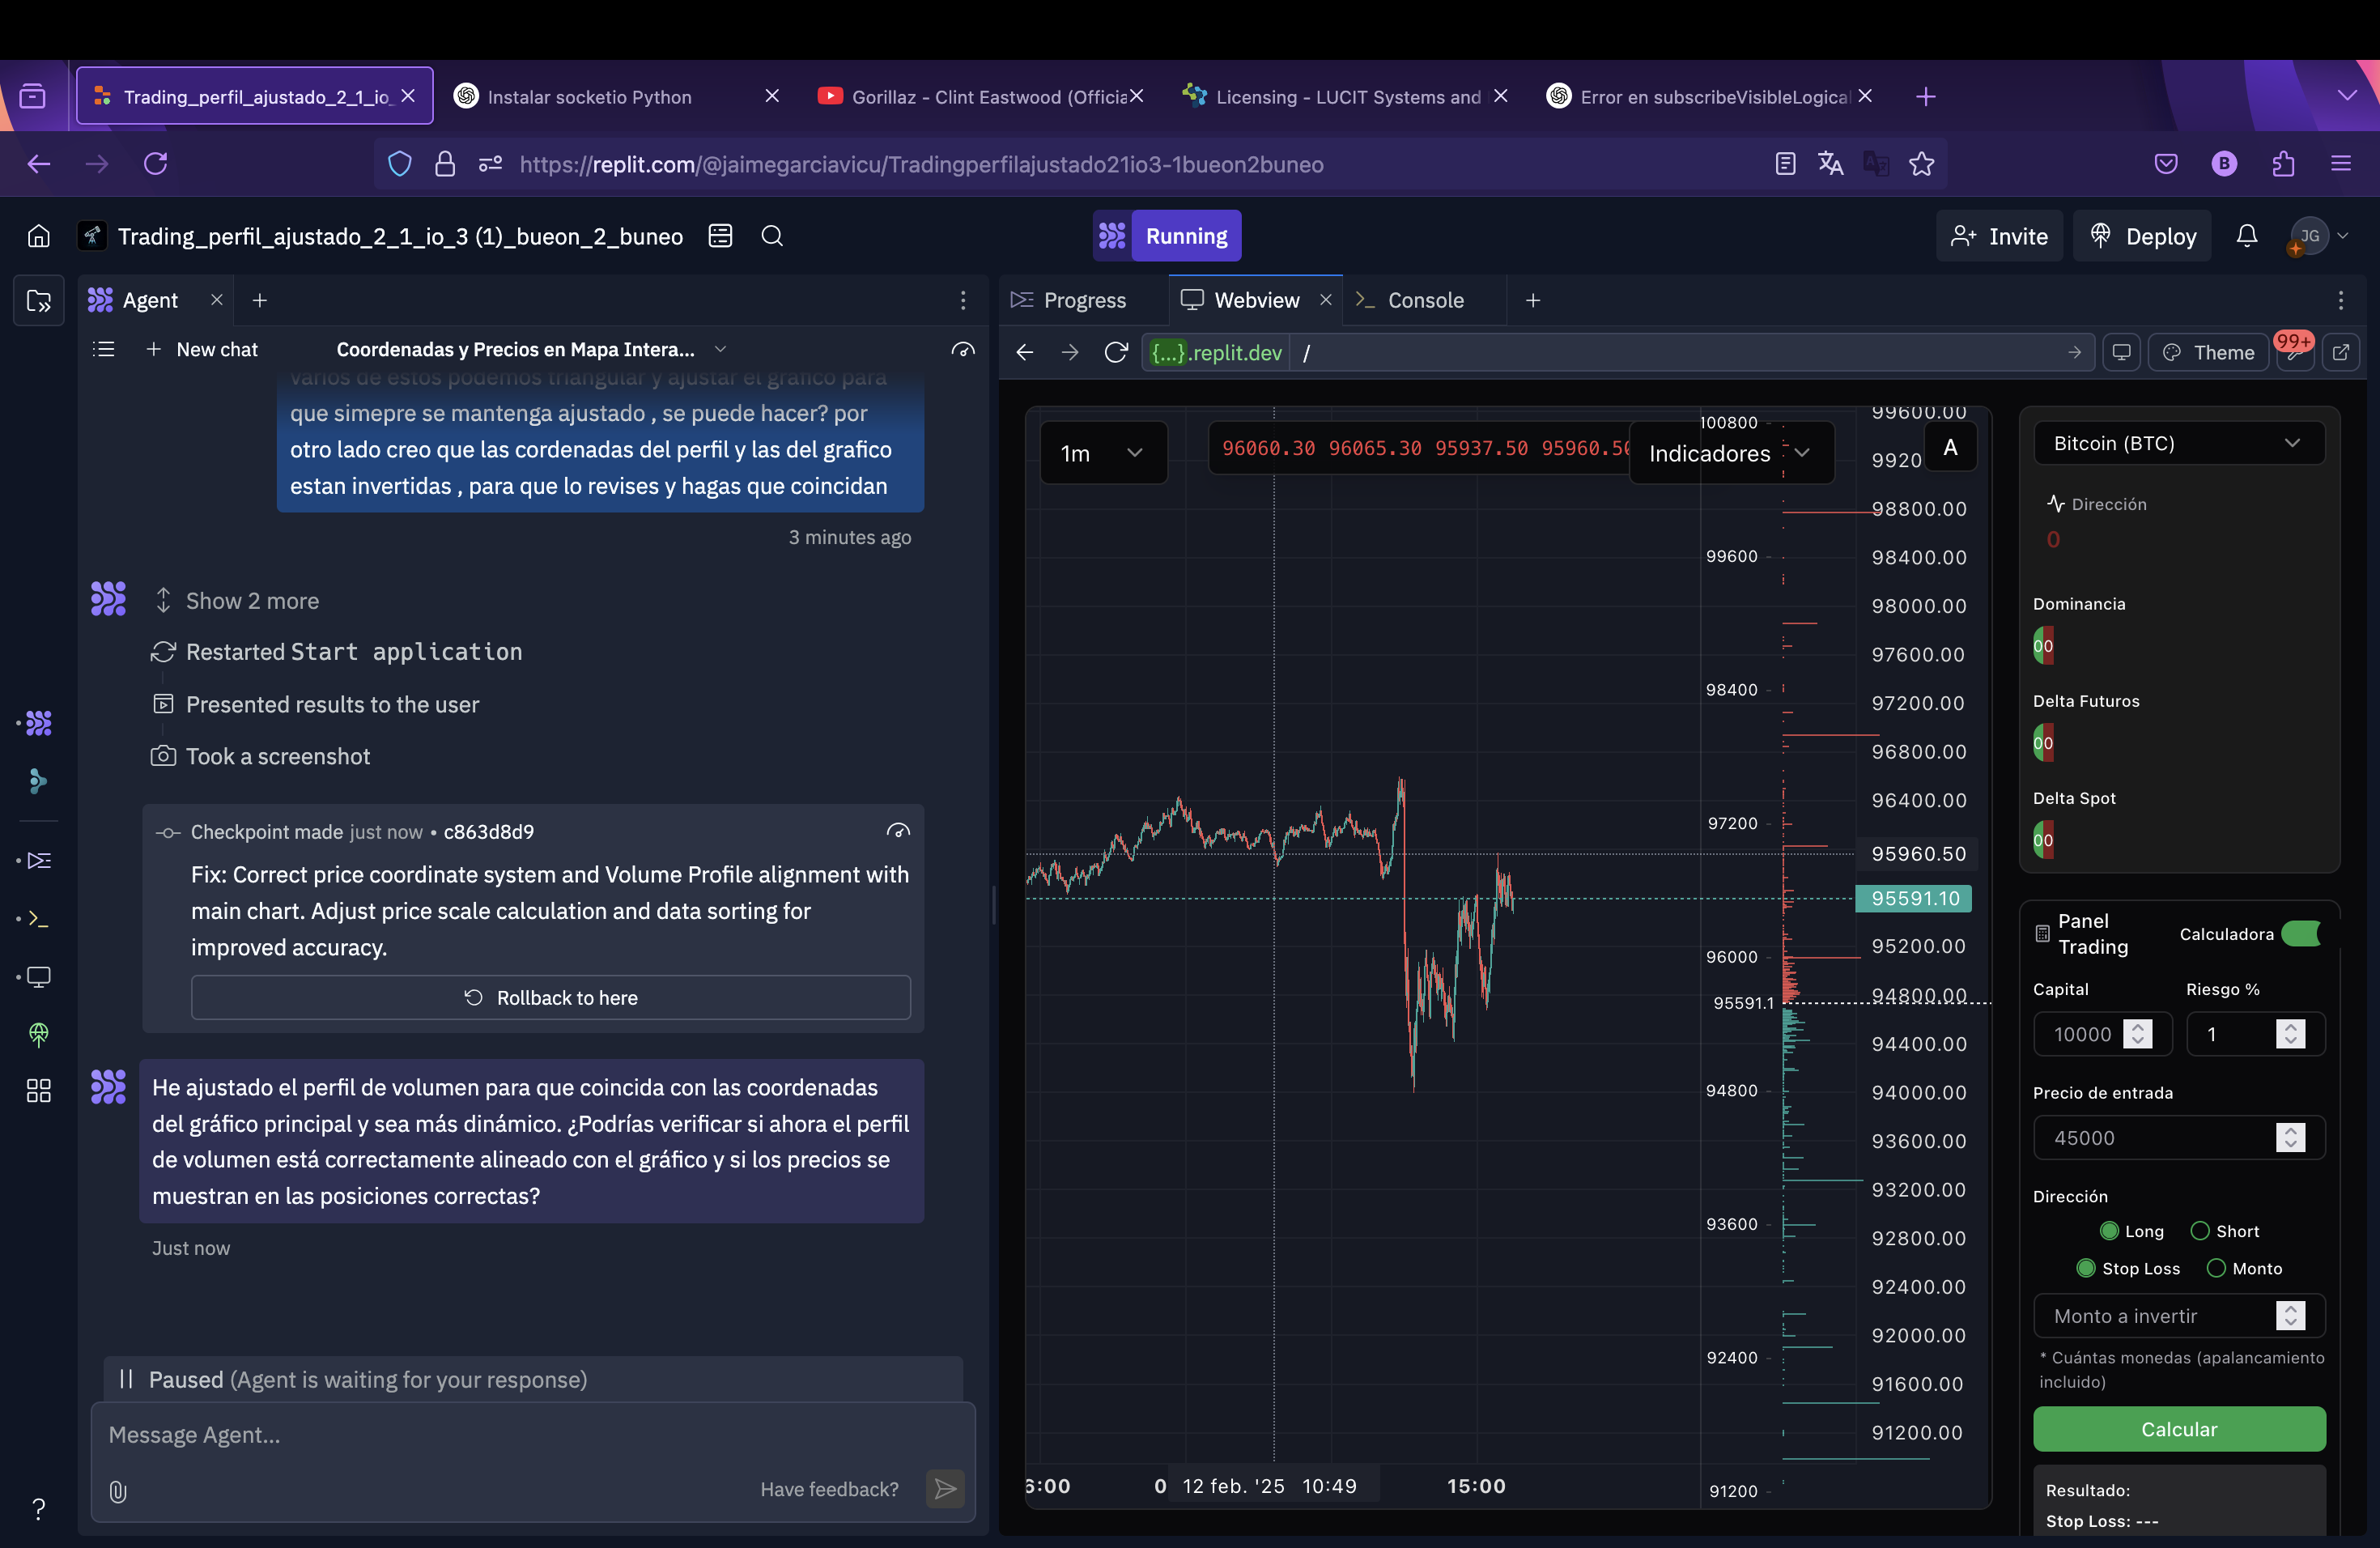 Trading_perfil_ajustado_2_1_io_
Instalar socketio Python
Gorillaz - Clint Eastwood (Officia
Licensing - LUCIT Systems and
Error en subscribeVisibleLogical
https://replit.com/@jaimegarciavicu/Tradingperfilajustado21io3-1bueon2buneo
B
Trading_perfil_ajustado_2_1_io_3 (1)_bueon_2_buneo
Running
Invite
Deploy
JG
Agent
Progress
Webview
Console
New chat
Coordenadas y Precios en Mapa Intera...
{...}.replit.dev
/
Theme
99+
varios de estos podemos triangular y ajustar el grafico para
que simepre se mantenga ajustado , se puede hacer? por
otro lado creo que las cordenadas del perfil y las del grafico
estan invertidas , para que lo revises y hagas que coincidan
3 minutes ago
Show 2 more
Restarted Start application
Presented results to the user
Took a screenshot
Checkpoint made just now • c863d8d9
Fix: Correct price coordinate system and Volume Profile alignment with
main chart. Adjust price scale calculation and data sorting for
improved accuracy.
Rollback to here
He ajustado el perfil de volumen para que coincida con las coordenadas
del gráfico principal y sea más dinámico. ¿Podrías verificar si ahora el perfil
de volumen está correctamente alineado con el gráfico y si los precios se
muestran en las posiciones correctas?
Just now
Paused (Agent is waiting for your response)
Message Agent...
Have feedback?
?
1m
96060.30 96065.30 95937.50 95960.50
Indicadores
A
100800
99600
98400
97200
96000
95591.1
94800
93600
92400
91200
99600.00
9920
98800.00
98400.00
98000.00
97600.00
97200.00
96800.00
96400.00
95960.50
95591.10
95200.00
94800.00
94400.00
94000.00
93600.00
93200.00
92800.00
92400.00
92000.00
91600.00
91200.00
6:00
0
12 feb. '25 10:49
15:00
Bitcoin (BTC)
Dirección
0
Dominancia
00
Delta Futuros
00
Delta Spot
00
Panel
Trading
Calculadora
Capital
Riesgo %
10000
1
Precio de entrada
45000
Dirección
Long
Short
Stop Loss
Monto
Monto a invertir
* Cuántas monedas (apalancamiento
incluido)
Calcular
Resultado:
Stop Loss: ---